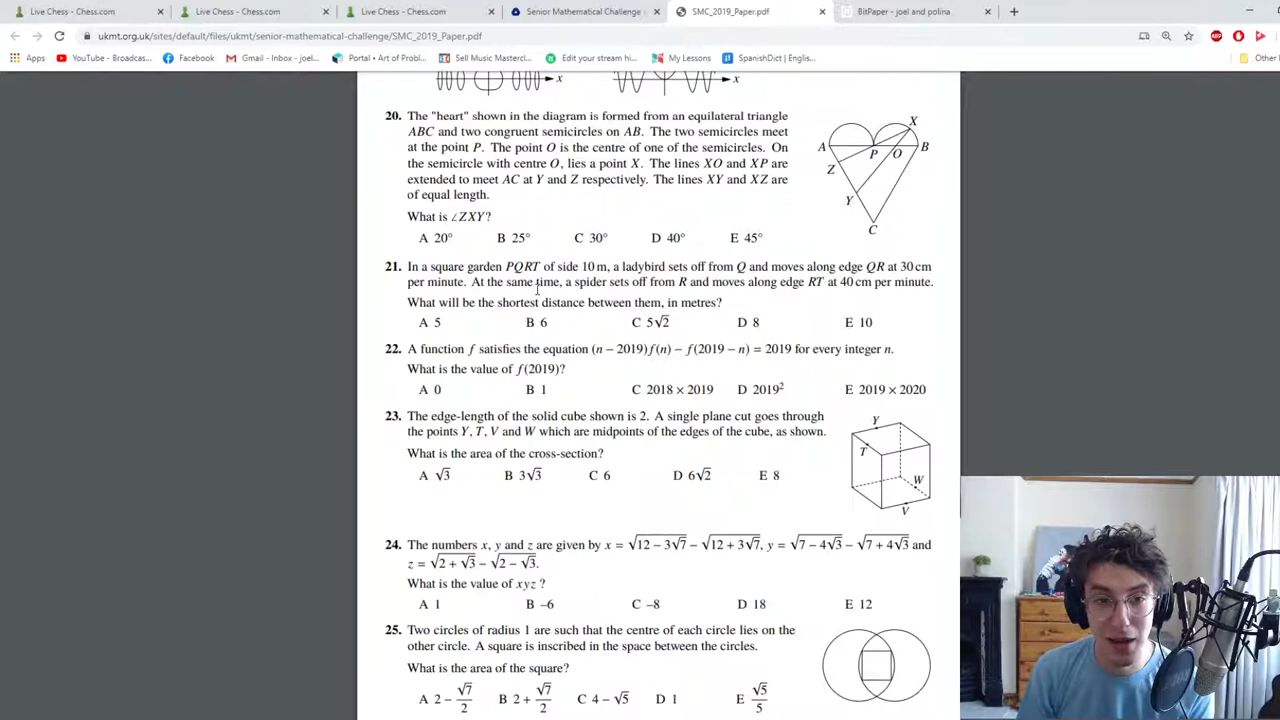 Live Chess - Chess.com
Live Chess - Chess.com
Live Chess - Chess.com
Senior Mathematical Challenge
SMC_2019_Paper.pdf
BitPaper - joel and polina
ukmt.org.uk/sites/default/files/ukmt/senior-mathematical-challenge/SMC_2019_Paper.pdf
Apps
YouTube - Broadcas...
Facebook
Gmail - Inbox - joel...
Portal • Art of Probl...
Sell Music Mastercl...
Edit your stream hi...
My Lessons
SpanishDict | Englis...
Other
x
x
20. The "heart" shown in the diagram is formed from an equilateral triangle
ABC and two congruent semicircles on AB. The two semicircles meet
at the point P. The point O is the centre of one of the semicircles. On
the semicircle with centre O, lies a point X. The lines XO and XP are
extended to meet AC at Y and Z respectively. The lines XY and XZ are
of equal length.
What is ∠ZXY?
A 20° B 25° C 30° D 40° E 45°
X
A
P
O
B
Z
Y
C
21. In a square garden PQRT of side 10 m, a ladybird sets off from Q and moves along edge QR at 30 cm
per minute. At the same time, a spider sets off from R and moves along edge RT at 40 cm per minute.
What will be the shortest distance between them, in metres?
A 5 B 6 C 5√2 D 8 E 10
22. A function f satisfies the equation (n − 2019)f(n) − f(2019 − n) = 2019 for every integer n.
What is the value of f(2019)?
A 0 B 1 C 2018 × 2019 D 2019² E 2019 × 2020
23. The edge-length of the solid cube shown is 2. A single plane cut goes through
the points Y, T, V and W which are midpoints of the edges of the cube, as shown.
What is the area of the cross-section?
A √3 B 3√3 C 6 D 6√2 E 8
Y
T
W
V
24. The numbers x, y and z are given by x = √(12 − 3√7) − √(12 + 3√7), y = √(7 − 4√3) − √(7 + 4√3) and
z = √(2 + √3) − √(2 − √3).
What is the value of xyz ?
A 1 B −6 C −8 D 18 E 12
25. Two circles of radius 1 are such that the centre of each circle lies on the
other circle. A square is inscribed in the space between the circles.
What is the area of the square?
A 2 − √7/2 B 2 + √7/2 C 4 − √5 D 1 E √5/5